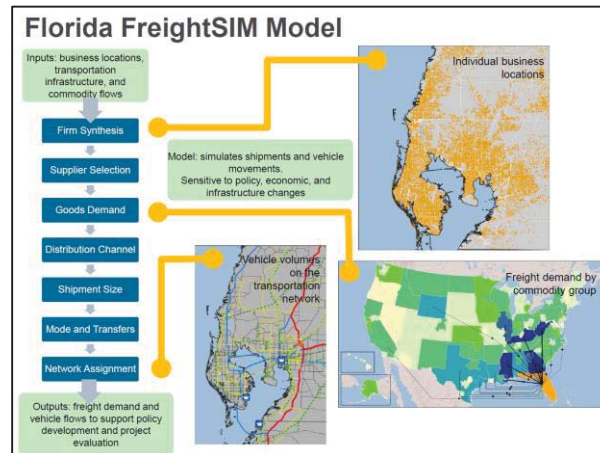 Florida FreightSIM Model
Inputs: business locations,
transportation
infrastructure, and
commodity flows
Individual business
locations
Firm Synthesis
Supplier Selection
Model: simulates shipments and vehicle
movements.
Sensitive to policy, economic, and
infrastructure changes
Goods Demand
Distribution Channel
Vehicle volumes
on the
transportation
network
Freight demand by
commodity group
Shipment Size
Mode and Transfers
Network Assignment
Outputs: freight demand and
vehicle flows to support policy
development and project
evaluation